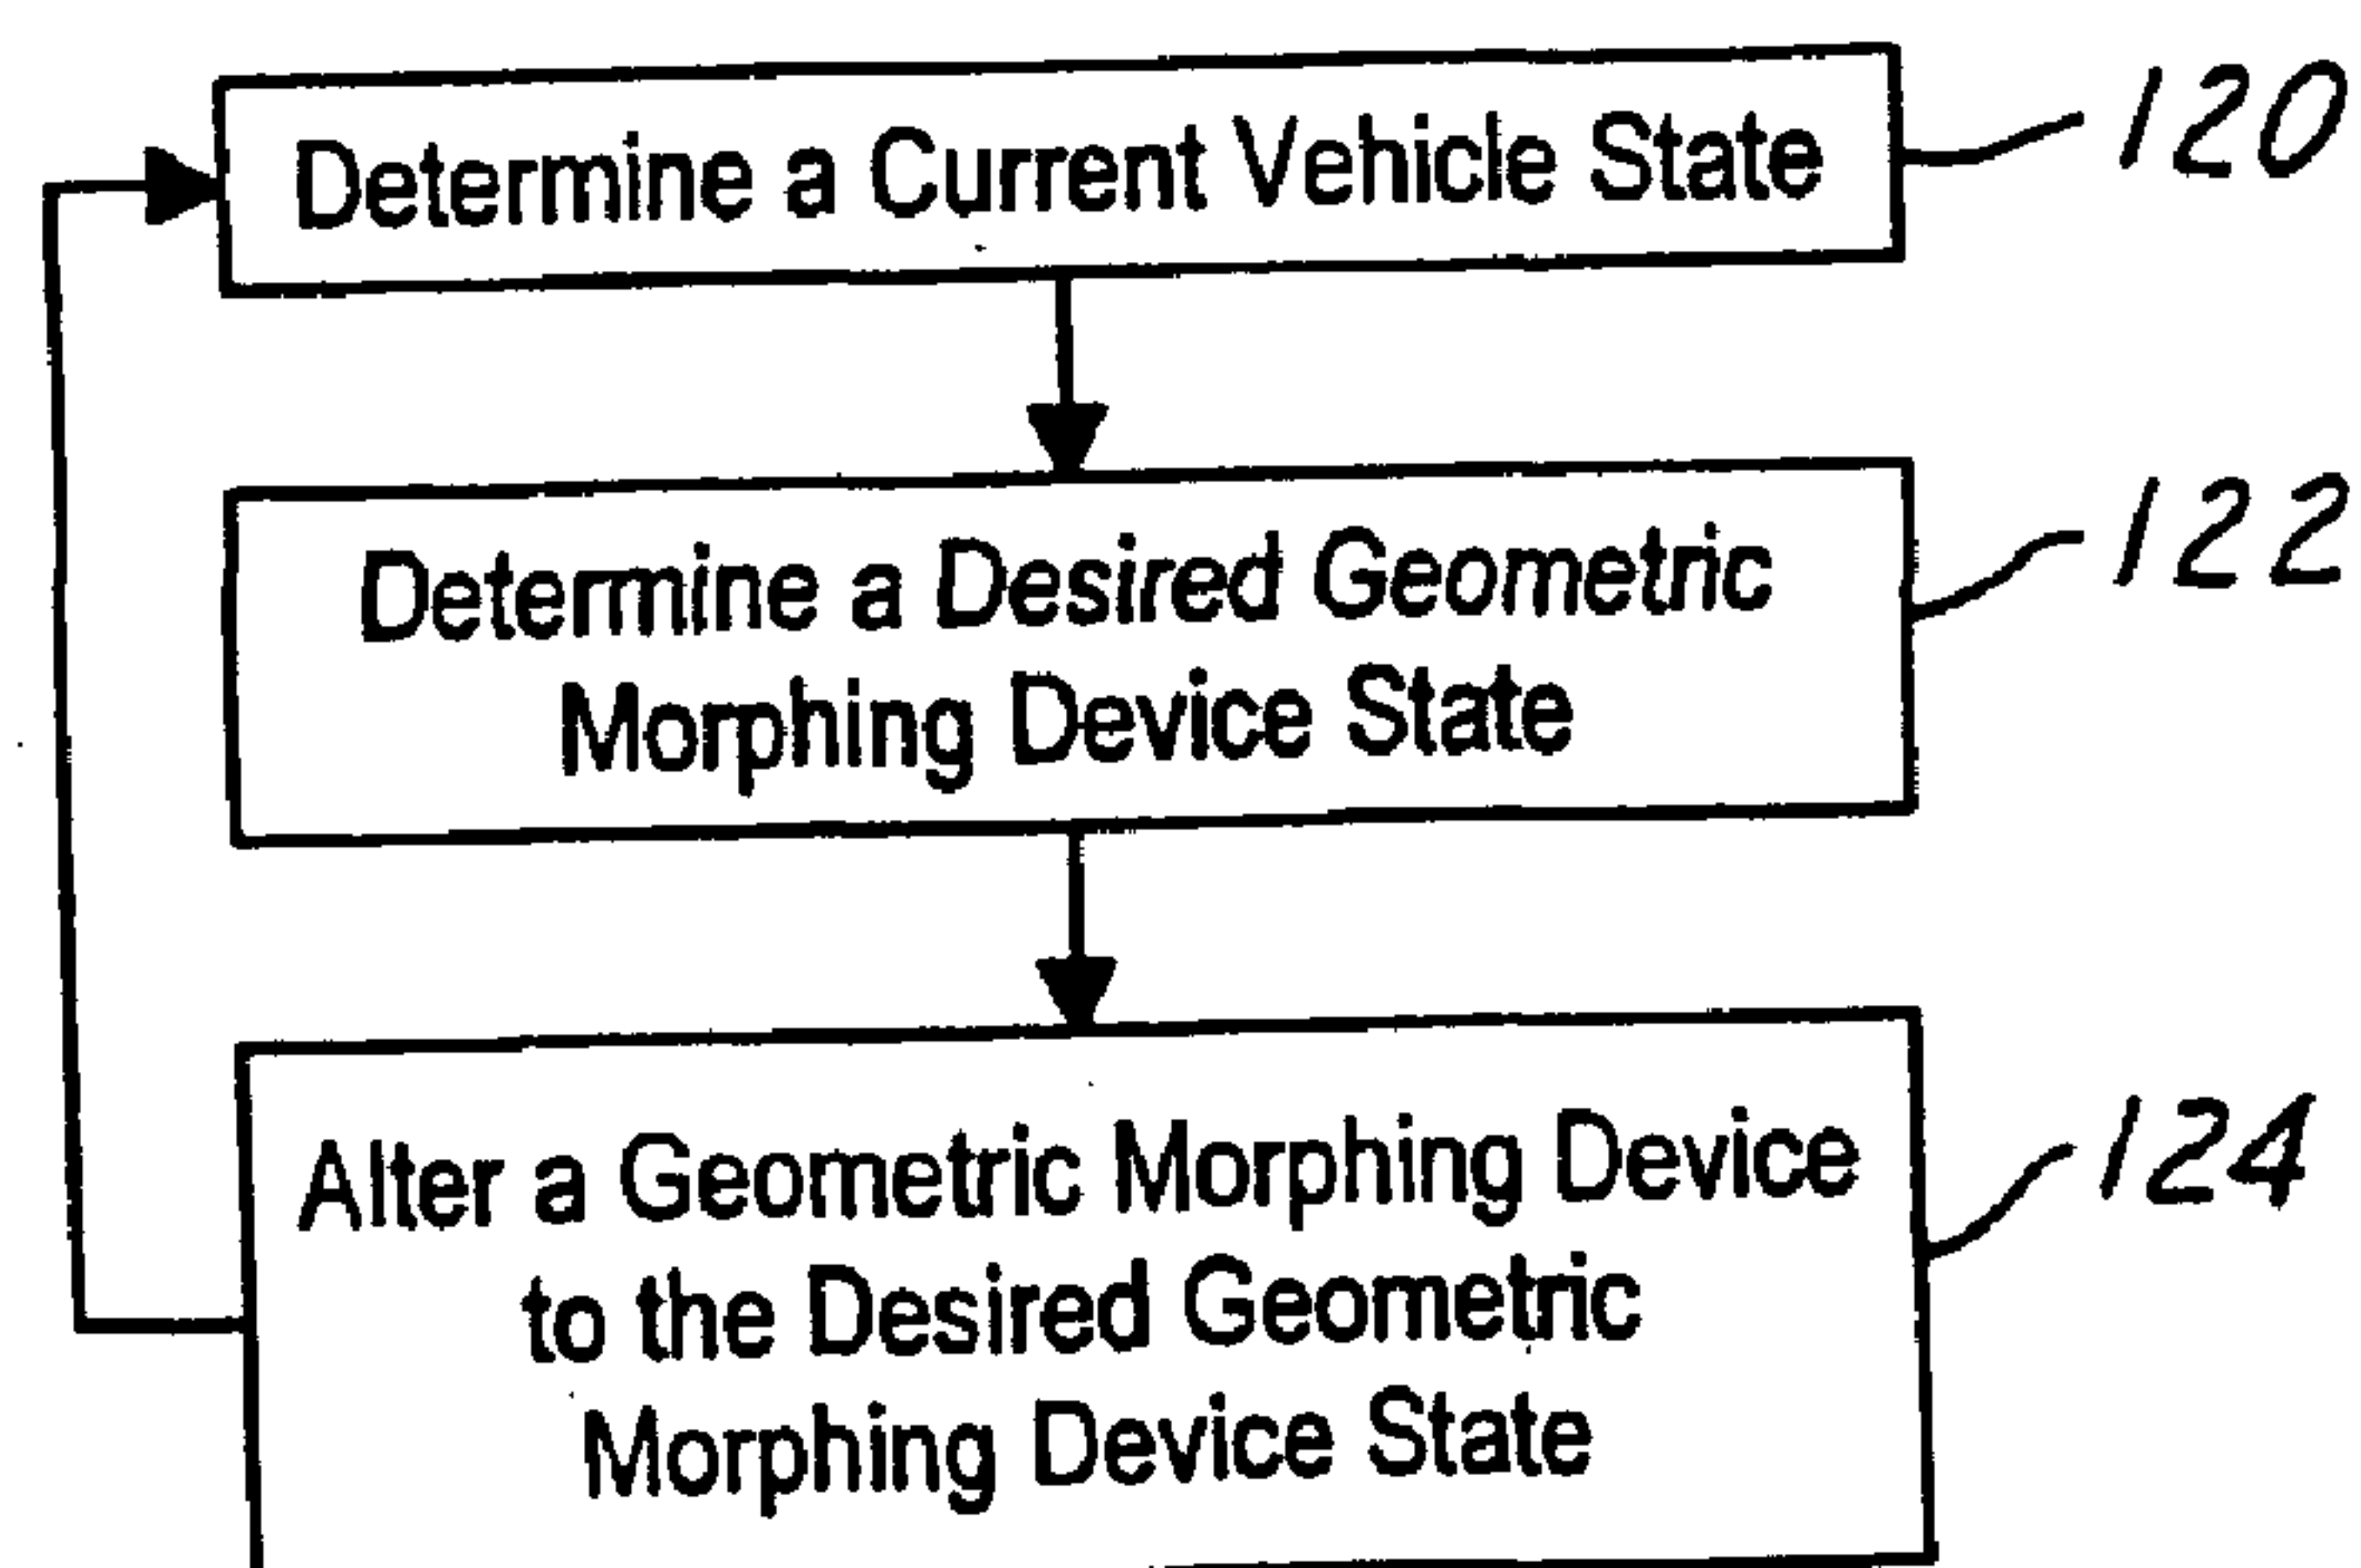 Determine a Current Vehicle State
120
Determine a Desired Geometric
Morphing Device State
122
Alter a Geometric Morphing Device
to the Desired Geometric
Morphing Device State
124